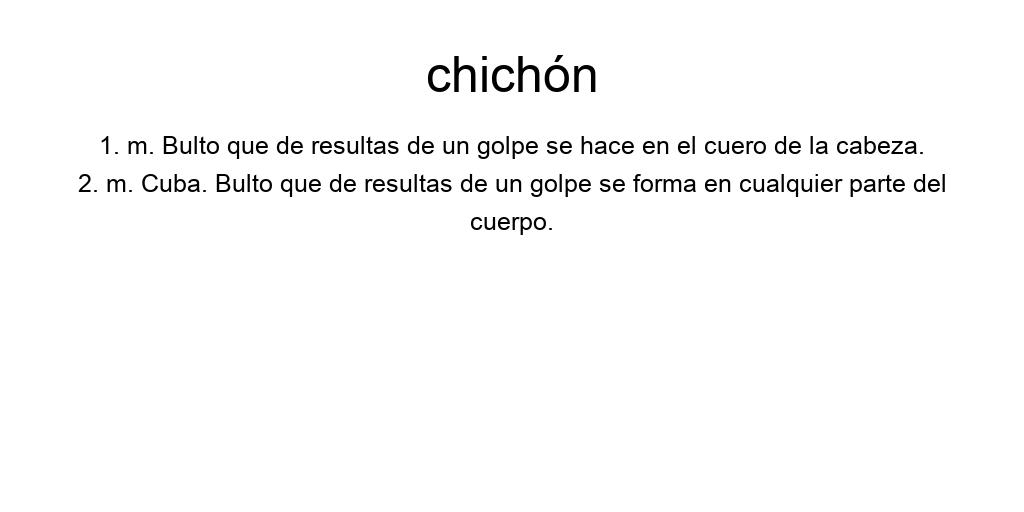 chichón
1. m. Bulto que de resultas de un golpe se hace en el cuero de la cabeza.
2. m. Cuba. Bulto que de resultas de un golpe se forma en cualquier parte del
cuerpo.